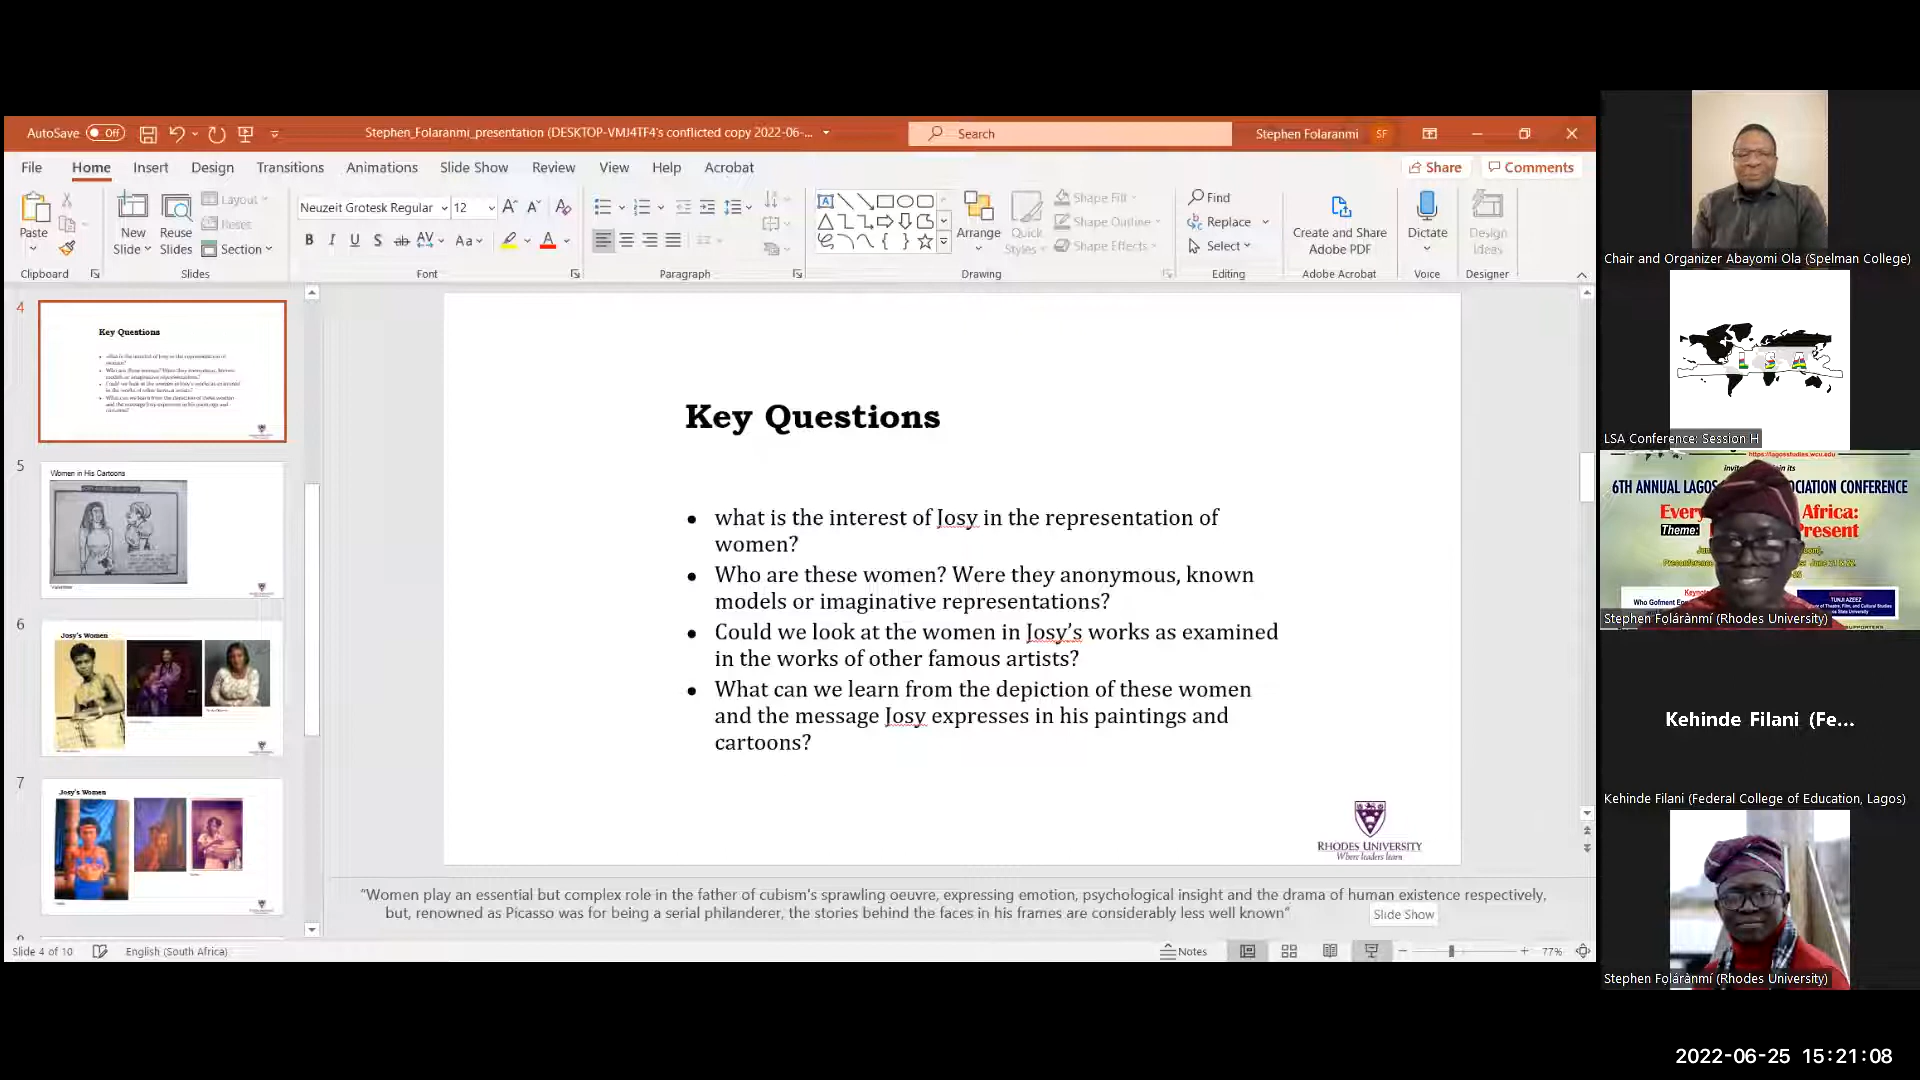 AutoSave Off
Stephen_Folaranmi_presentation (DESKTOP-VMJ4TF4's conflicted copy 2022-06-...
Search
Stephen Folaranmi SF
File Home Insert Design Transitions Animations Slide Show Review View Help Acrobat
Share Comments
Paste
New Slide
Reuse Slides
Layout
Reset
Section
Neuzeit Grotesk Regular 12
B I U S ab AV Aa A
Arrange
Quick Styles
Shape Fill
Shape Outline
Shape Effects
Find
Replace
Select
Create and Share Adobe PDF
Dictate
Design Ideas
Clipboard Slides Font Paragraph Drawing Editing Adobe Acrobat Voice Designer
4
Key Questions
5
Women in His Cartoons
6
Josy's Women
7
Josy's Women
Key Questions
• what is the interest of Josy in the representation of
women?
• Who are these women? Were they anonymous, known
models or imaginative representations?
• Could we look at the women in Josy’s works as examined
in the works of other famous artists?
• What can we learn from the depiction of these women
and the message Josy expresses in his paintings and
cartoons?
RHODES UNIVERSITY
Where leaders learn
“Women play an essential but complex role in the father of cubism's sprawling oeuvre, expressing emotion, psychological insight and the drama of human existence respectively,
but, renowned as Picasso was for being a serial philanderer, the stories behind the faces in his frames are considerably less well known”
Slide Show
Slide 4 of 10 English (South Africa)
Notes
77%
Chair and Organizer Abayomi Ola (Spelman College)
L S A
LSA Conference: Session H
https://lagosstudies.wcu.edu
6TH ANNUAL LAGOS
CONFERENCE
Africa:
Theme:
TUNJI AZEEZ
Stephen Fọláránmí (Rhodes University)
Kehinde Filani (Fe...
Kehinde Filani (Federal College of Education, Lagos)
Stephen Fọláránmí (Rhodes University)
2022-06-25 15:21:08